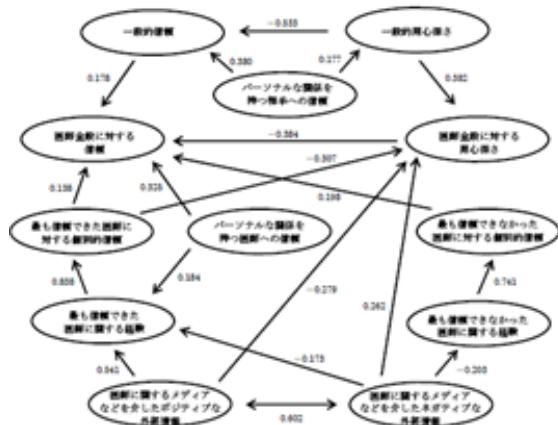 -0.555
一般的信頼
一般的用心深さ
0.380
0.177
0.178
パーソナルな関係を
持つ相手への信頼
0.382
医師全般に対する
信頼
-0.384
医師全般に対する
用心深さ
-0.307
0.138
0.328
0.198
最も信頼できた医師に
対する個別的信頼
パーソナルな関係を
持つ医師への信頼
最も信頼できなかった
医師に対する個別的信頼
0.184
-0.279
0.262
0.741
最も信頼できた
医師に関する経験
最も信頼できなかった
医師に関する経験
-0.173
-0.203
0.341
医師に関するメディア
などを介したポジティブな
外部情報
0.602
医師に関するメディア
などを介したネガティブな
外部情報